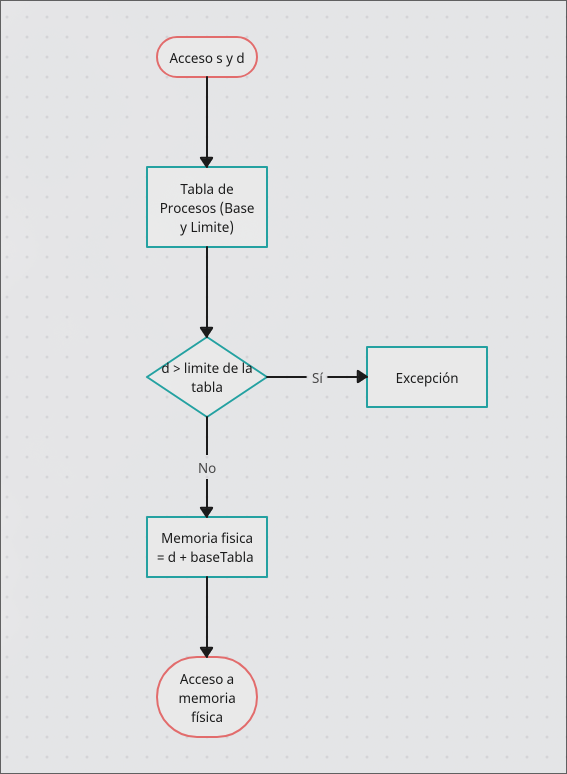 Acceso s y d
Tabla de
Procesos (Base
y Limite)
d > limite de la
tabla
Sí
Excepción
No
Memoria fisica
= d + baseTabla
Acceso a
memoria
física